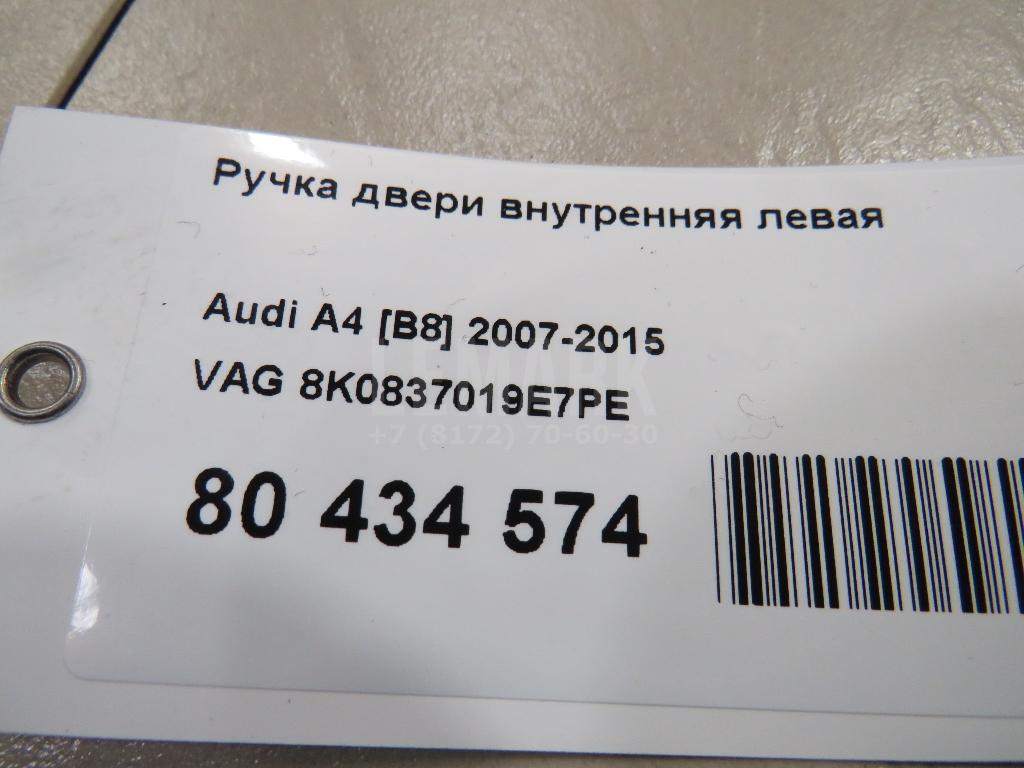 Ручка двери внутренняя левая
Audi A4 [B8] 2007-2015
VAG 8K0837019E7PE
LEMARK
+7 (8172) 70-60-30
80 434 574